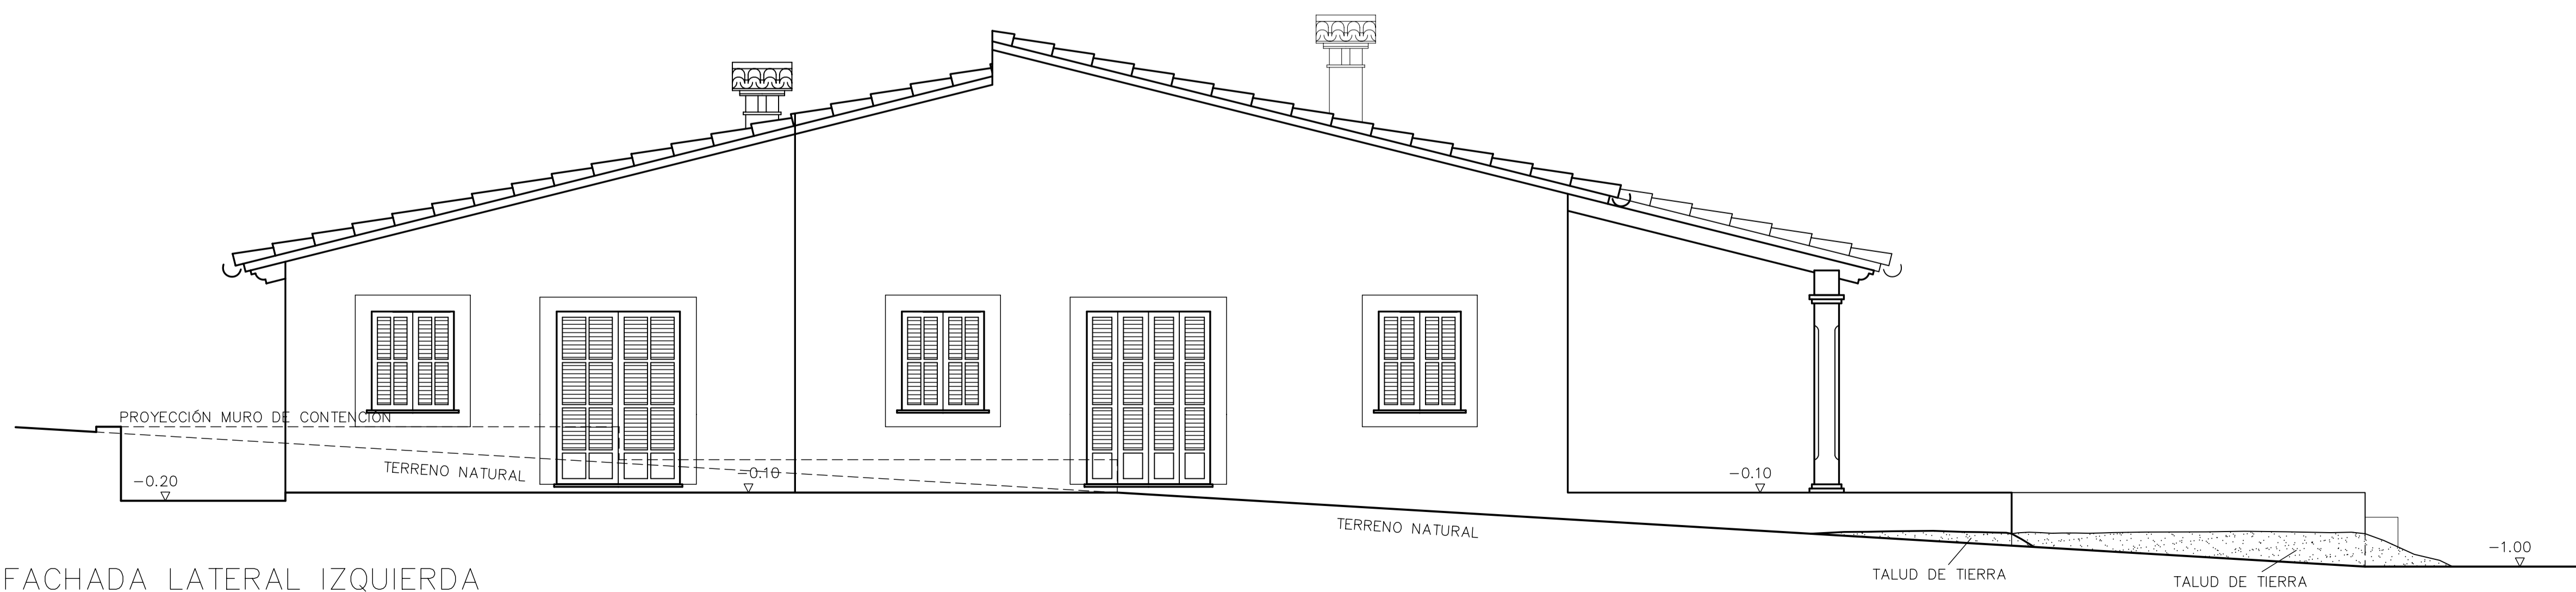 PROYECCIÓN MURO DE CONTENCIÓN
TERRENO NATURAL
-0.20
-0.10
-0.10
TERRENO NATURAL
-1.00
TALUD DE TIERRA
TALUD DE TIERRA
FACHADA LATERAL IZQUIERDA